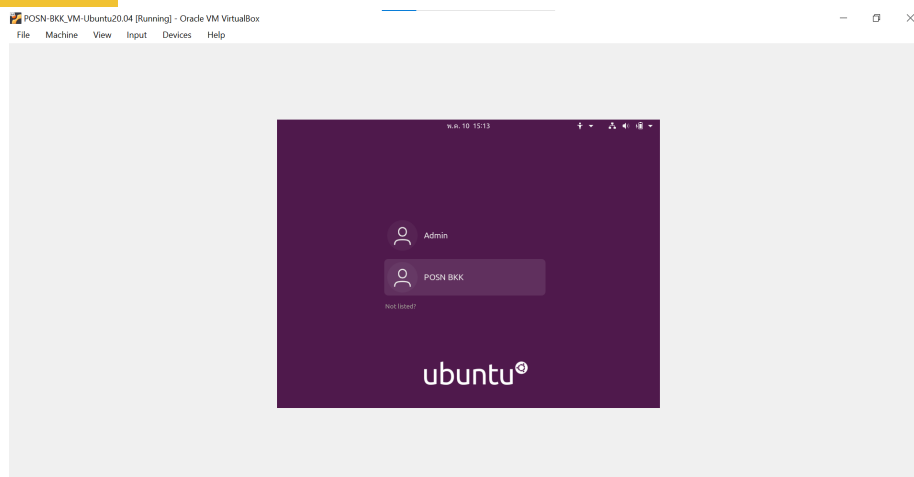 POSN-BKK_VM-Ubuntu20.04 [Running] - Oracle VM VirtualBox
File Machine View Input Devices Help
พ.ค. 10 15:13
Admin
POSN BKK
Not listed?
ubuntu